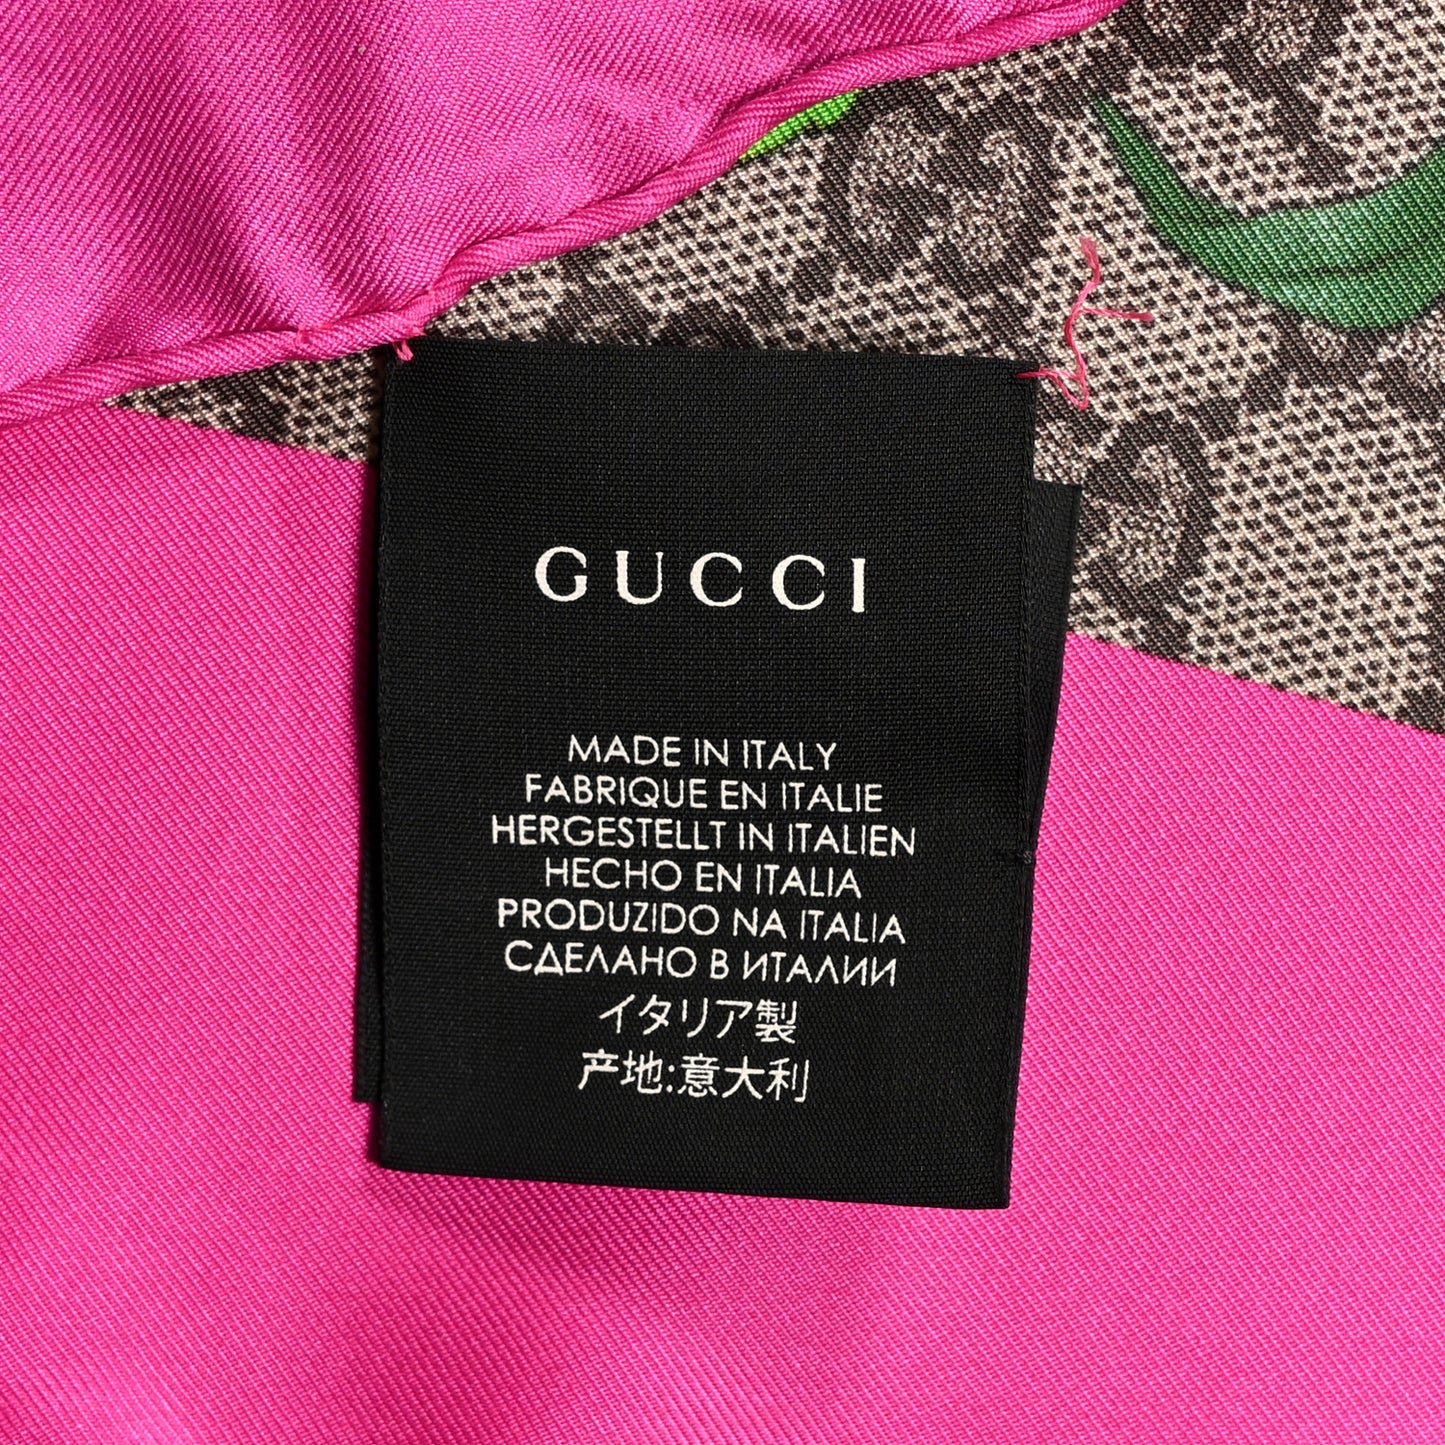 GUCCI
MADE IN ITALY
FABRIQUE EN ITALIE
HERGESTELLT IN ITALIEN
HECHO EN ITALIA
PRODUZIDO NA ITALIA
СДЕЛАНО В ИТАЛИИ
イタリア製
产地:意大利